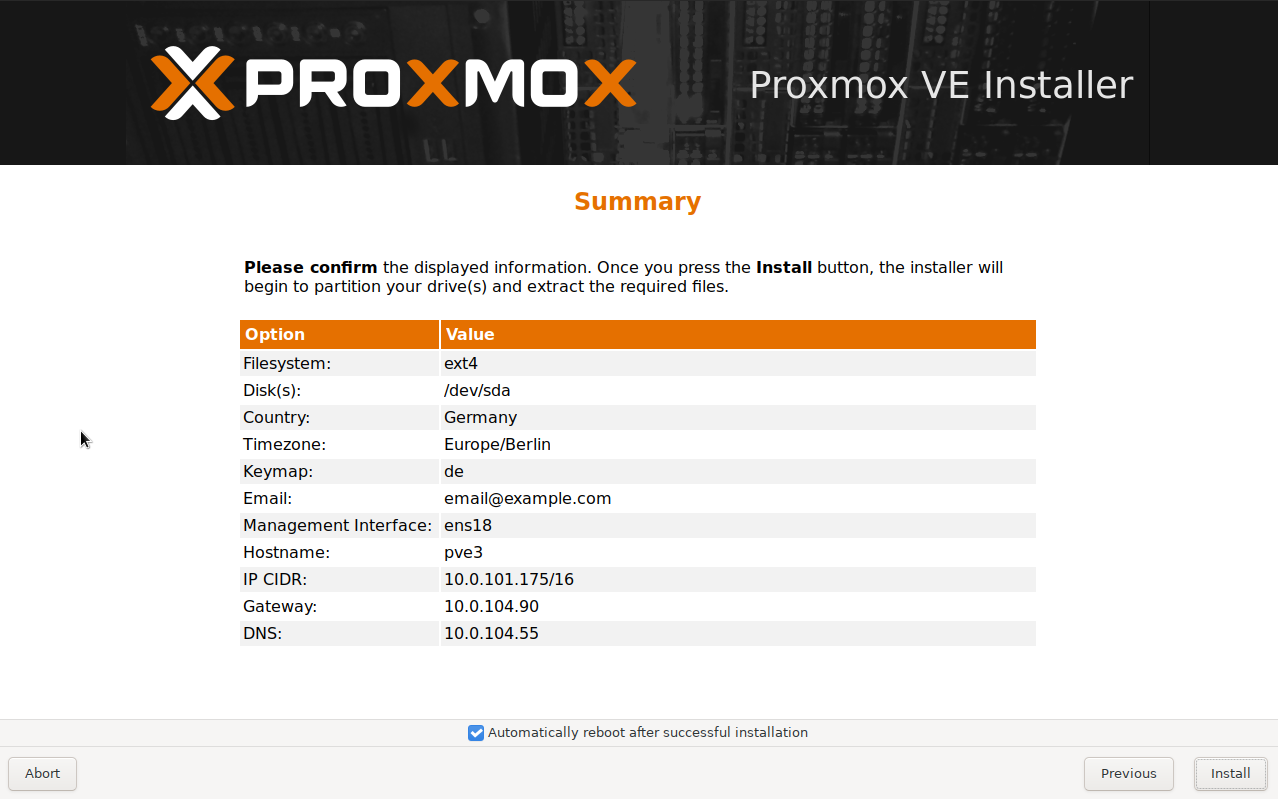 PROXMOX
Proxmox VE Installer
Summary
Please confirm the displayed information. Once you press the Install button, the installer will
begin to partition your drive(s) and extract the required files.
Option Value
Filesystem: ext4
Disk(s): /dev/sda
Country: Germany
Timezone: Europe/Berlin
Keymap: de
Email: email@example.com
Management Interface: ens18
Hostname: pve3
IP CIDR: 10.0.101.175/16
Gateway: 10.0.104.90
DNS: 10.0.104.55
Automatically reboot after successful installation
Abort Previous Install